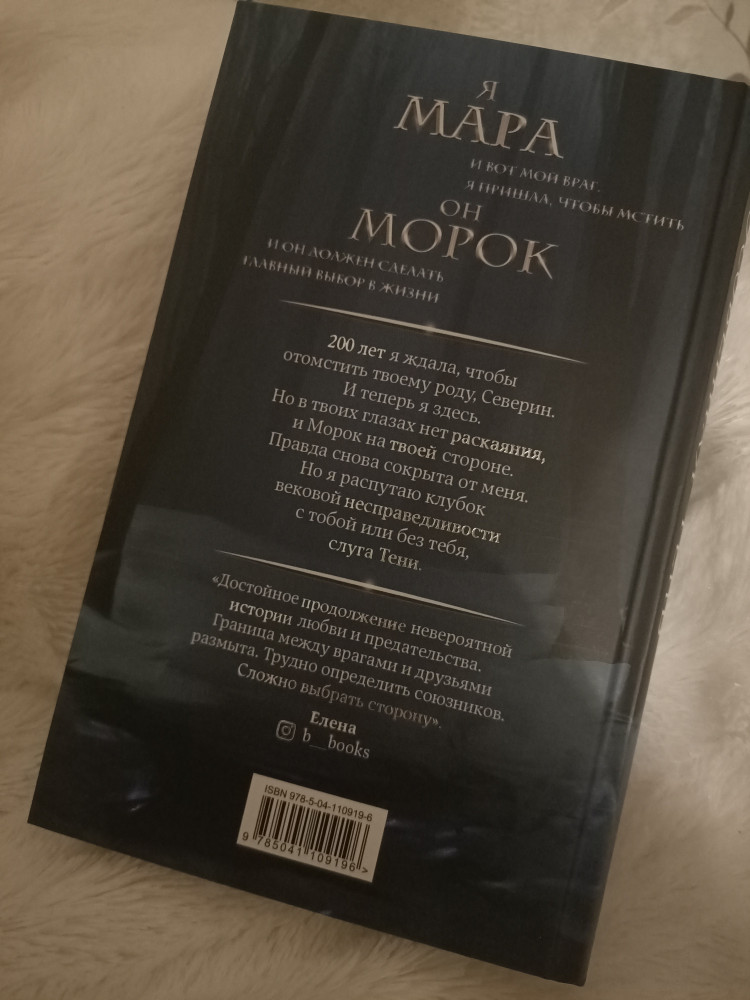 Я
МАРА
И ВОТ МОЙ ВРАГ.
Я ПРИШЛА, ЧТОБЫ МСТИТЬ
ОН
МОРОК
И ОН ДОЛЖЕН СДЕЛАТЬ
ГЛАВНЫЙ ВЫБОР В ЖИЗНИ
200 лет я ждала, чтобы
отомстить твоему роду, Северин.
И теперь я здесь.
Но в твоих глазах нет раскаяния,
и Морок на твоей стороне.
Правда снова сокрыта от меня.
Но я распутаю клубок
вековой несправедливости
с тобой или без тебя,
слуга Тени.
«Достойное продолжение невероятной
истории любви и предательства.
Граница между врагами и друзьями
размыта. Трудно определить союзников.
Сложно выбрать сторону».
Елена
b__books
ISBN 978-5-04-110919-6
9 785041 109196 >